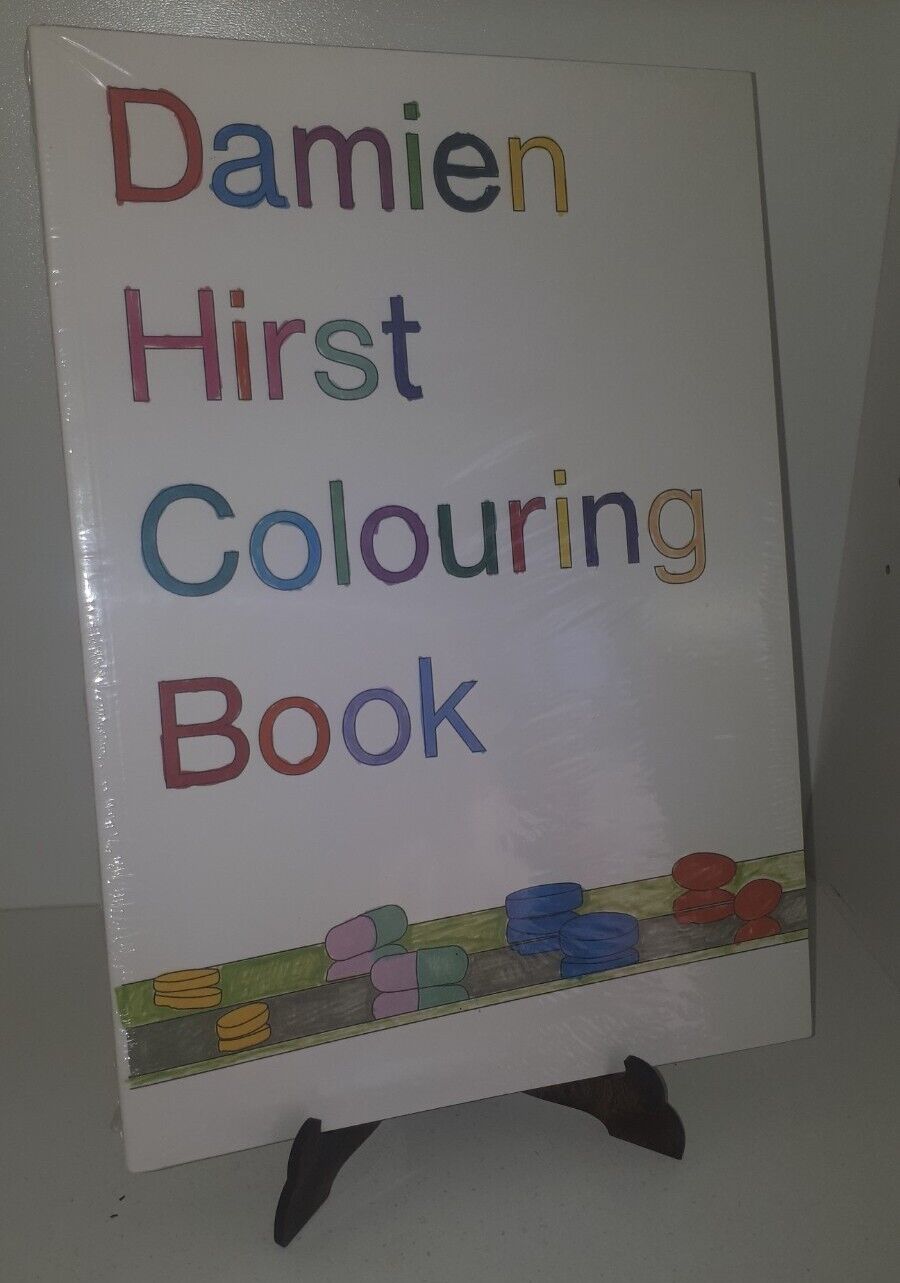 Damien
Hirst
Colouring
Book